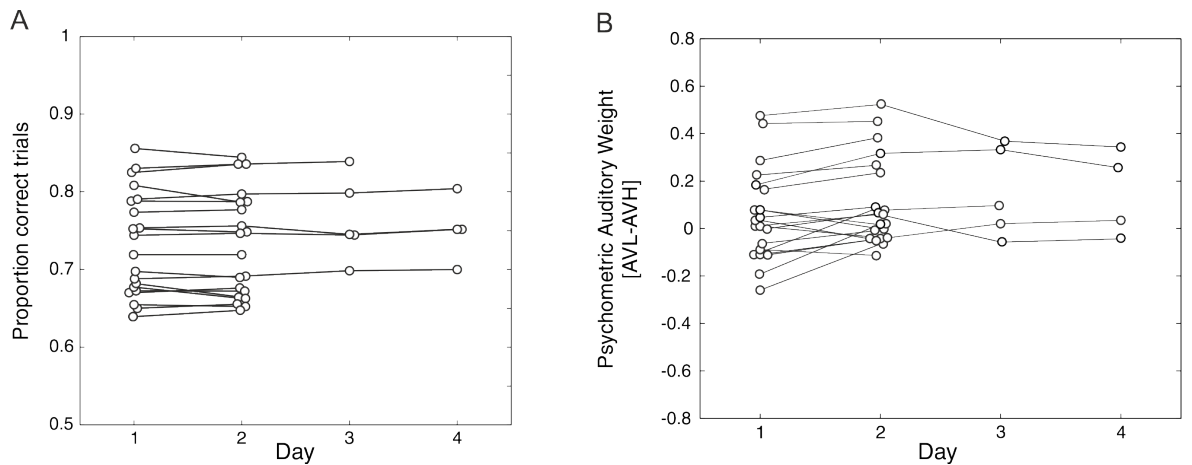 A
Proportion correct trials
1
0.9
0.8
0.7
0.6
0.5
1 2 3 4
Day
B
Psychometric Auditory Weight
[AVL-AVH]
0.8
0.6
0.4
0.2
0
-0.2
-0.4
-0.6
-0.8
1 2 3 4
Day